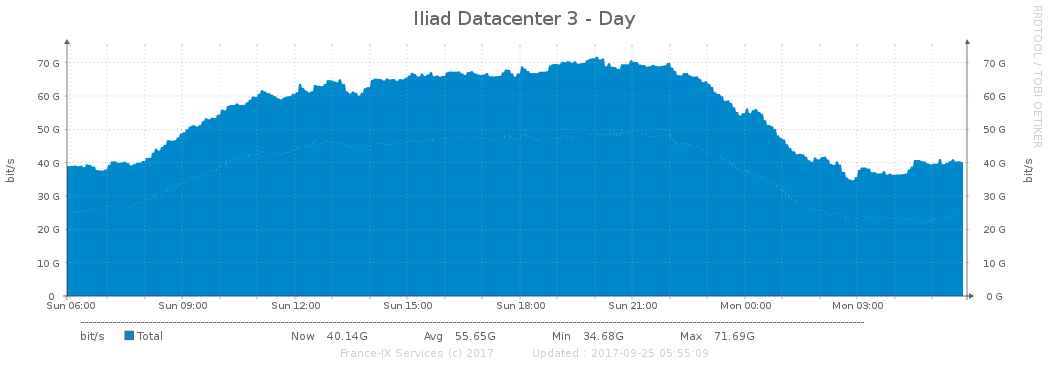 Iliad Datacenter 3 - Day
RRDTOOL / TOBI OETIKER
bit/s
70 G 70 G
60 G 60 G
50 G 50 G
40 G 40 G
30 G 30 G
20 G 20 G
10 G 10 G
0 0 G
bit/s
Sun 06:00 Sun 09:00 Sun 12:00 Sun 15:00 Sun 18:00 Sun 21:00 Mon 00:00 Mon 03:00
bit/s Total Now 40.14G Avg 55.65G Min 34.68G Max 71.69G
France-IX Services (c) 2017 Updated : 2017-09-25 05:55:09